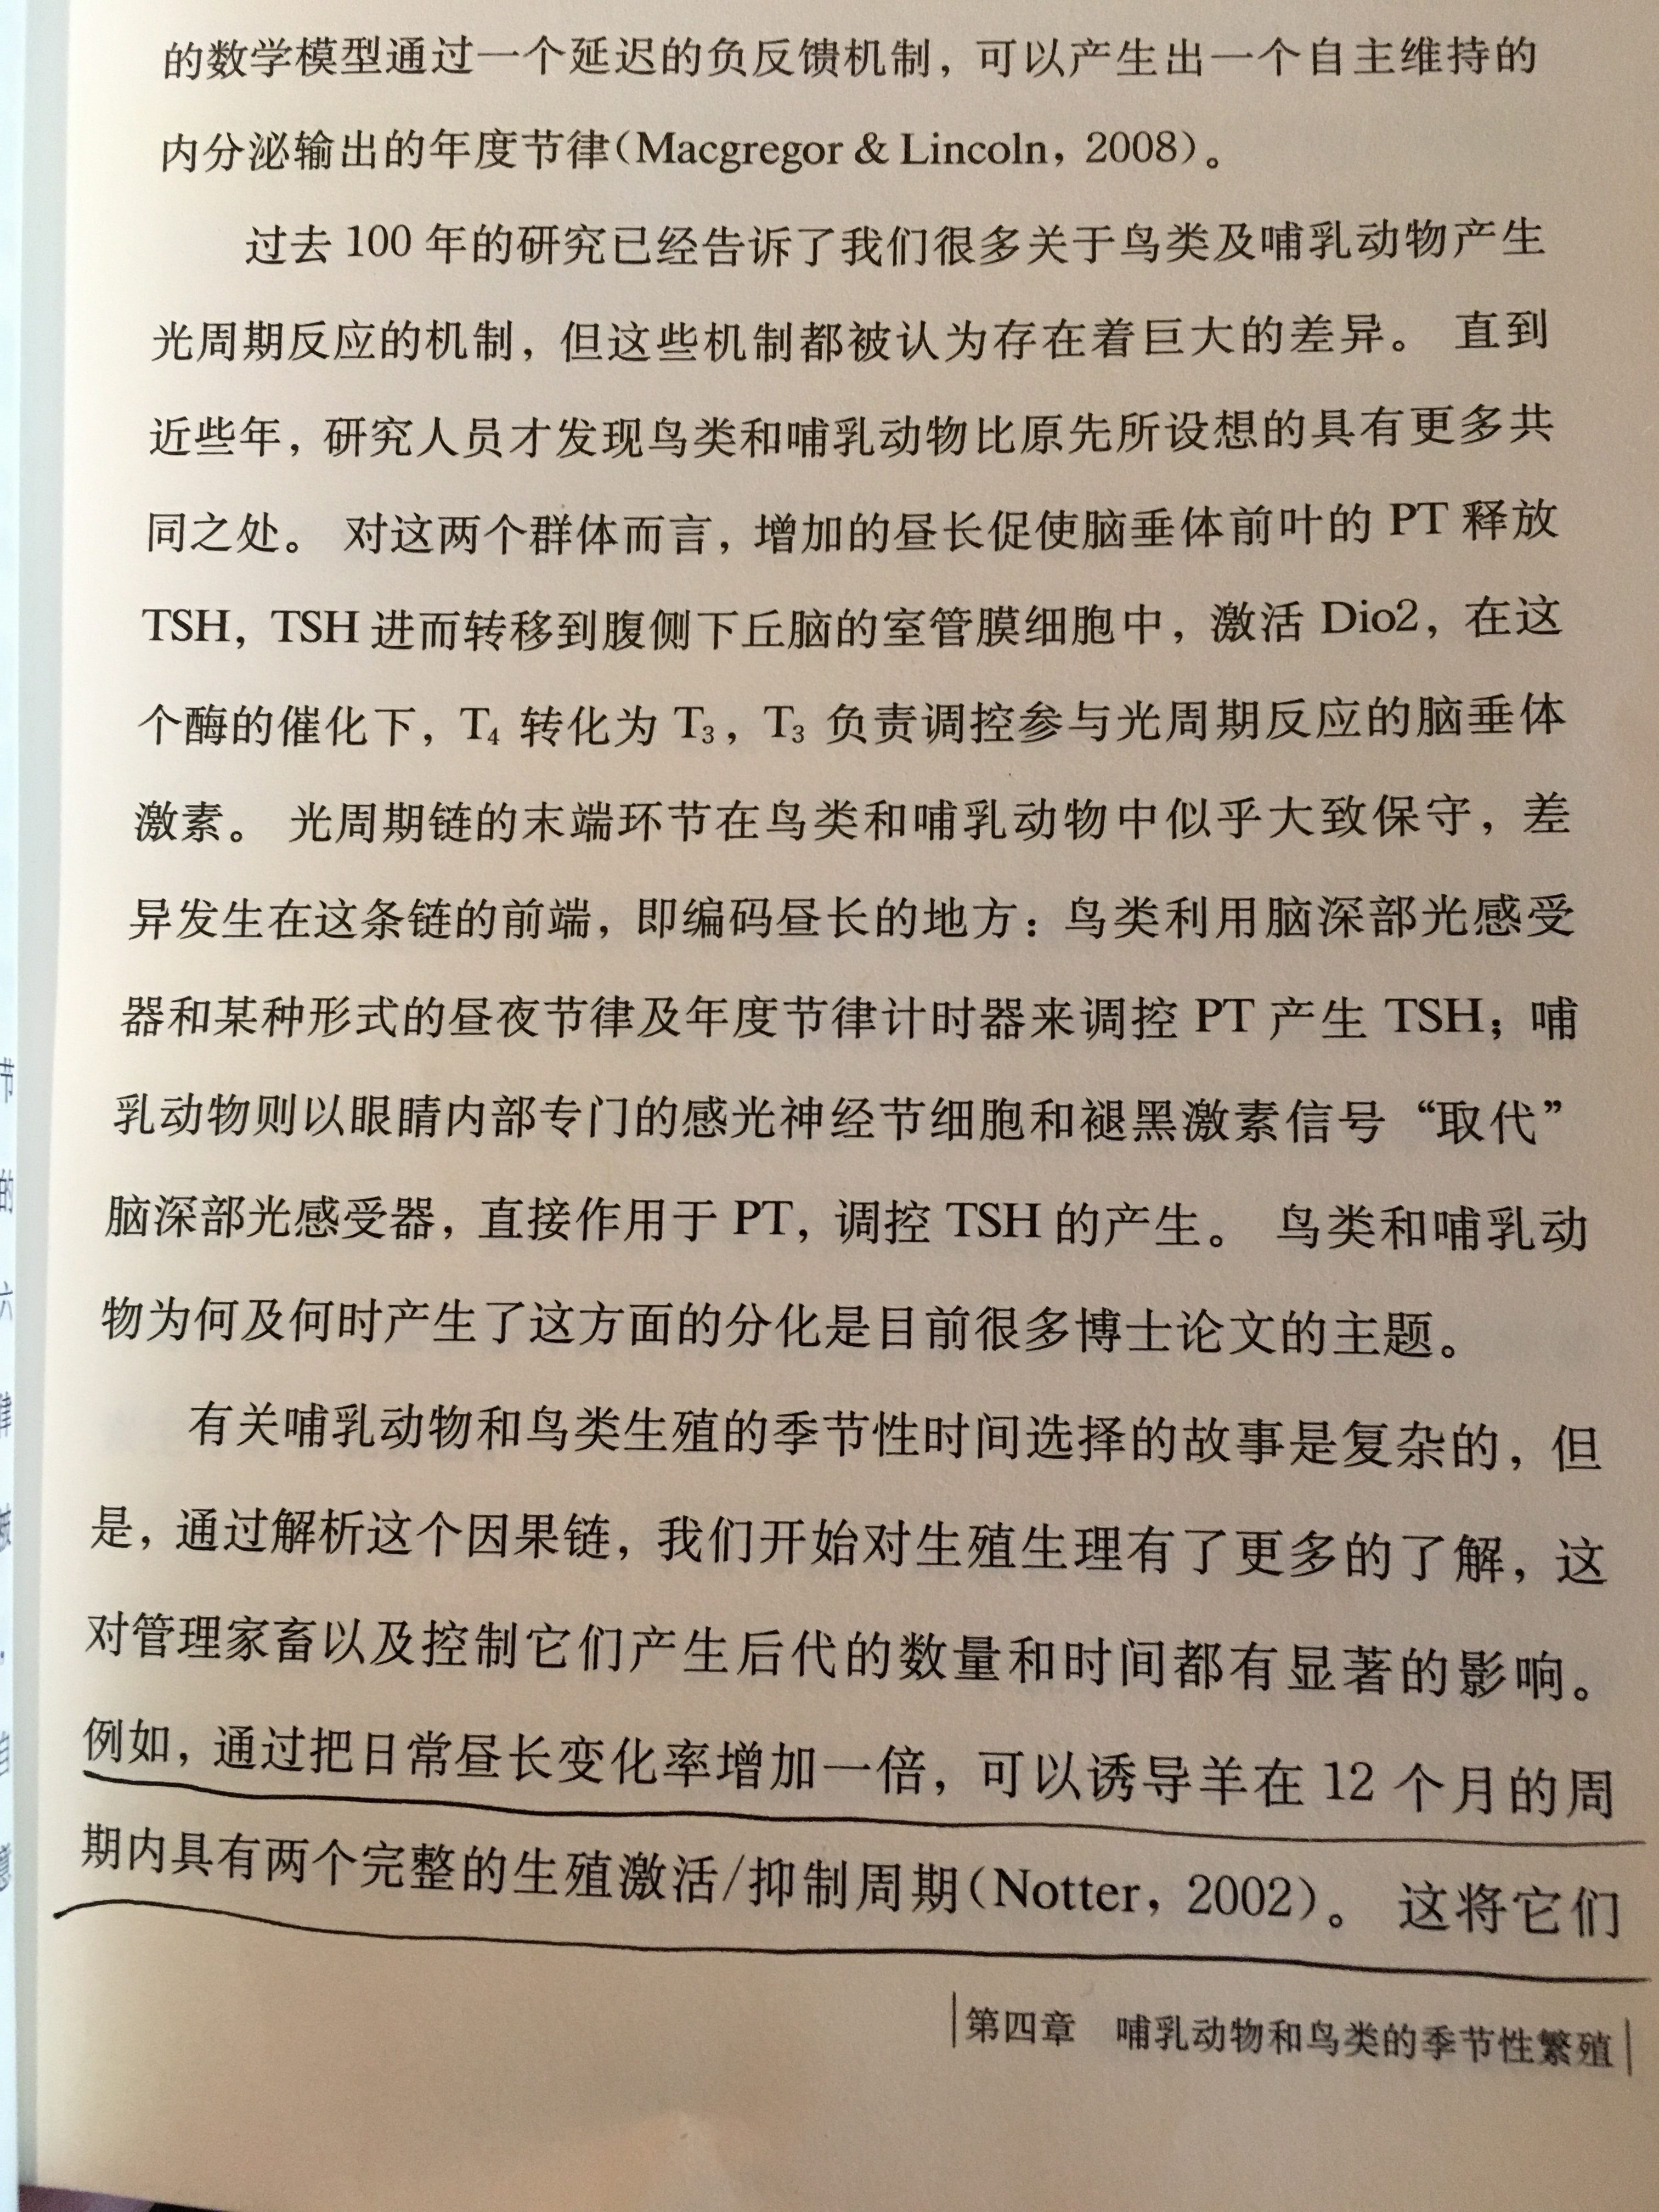 的数学模型通过一个延迟的负反馈机制，可以产生出一个自主维持的
内分泌输出的年度节律(Macgregor & Lincoln，2008)。
过去 100 年的研究已经告诉了我们很多关于鸟类及哺乳动物产生
光周期反应的机制，但这些机制都被认为存在着巨大的差异。 直到
近些年，研究人员才发现鸟类和哺乳动物比原先所设想的具有更多共
同之处。 对这两个群体而言，增加的昼长促使脑垂体前叶的 PT 释放
TSH，TSH 进而转移到腹侧下丘脑的室管膜细胞中，激活 Dio2，在这
个酶的催化下，T₄ 转化为 T₃，T₃ 负责调控参与光周期反应的脑垂体
激素。 光周期链的末端环节在鸟类和哺乳动物中似乎大致保守，差
异发生在这条链的前端，即编码昼长的地方：鸟类利用脑深部光感受
器和某种形式的昼夜节律及年度节律计时器来调控 PT 产生 TSH；哺
乳动物则以眼睛内部专门的感光神经节细胞和褪黑激素信号“取代”
脑深部光感受器，直接作用于 PT，调控 TSH 的产生。 鸟类和哺乳动
物为何及何时产生了这方面的分化是目前很多博士论文的主题。
有关哺乳动物和鸟类生殖的季节性时间选择的故事是复杂的，但
是，通过解析这个因果链，我们开始对生殖生理有了更多的了解，这
对管理家畜以及控制它们产生后代的数量和时间都有显著的影响。
例如，通过把日常昼长变化率增加一倍，可以诱导羊在 12 个月的周
期内具有两个完整的生殖激活/抑制周期(Notter，2002)。 这将它们
第四章 哺乳动物和鸟类的季节性繁殖